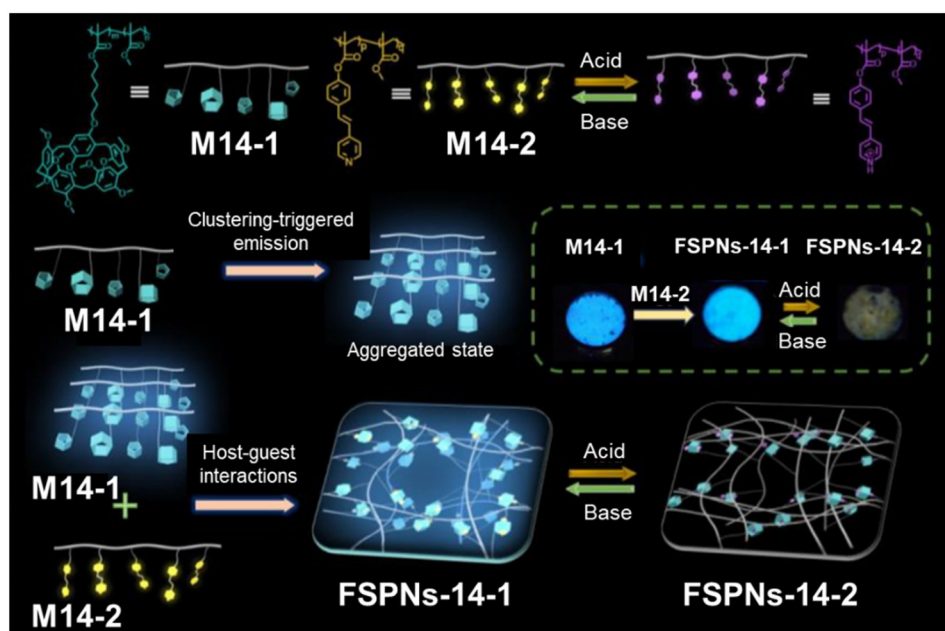 Acid
Base
M14-1
M14-2
Clustering-triggered
emission
M14-1
Aggregated state
M14-1
FSPNs-14-1
FSPNs-14-2
M14-2
Acid
Base
M14-1
+
M14-2
Host-guest
interactions
Acid
Base
FSPNs-14-1
FSPNs-14-2